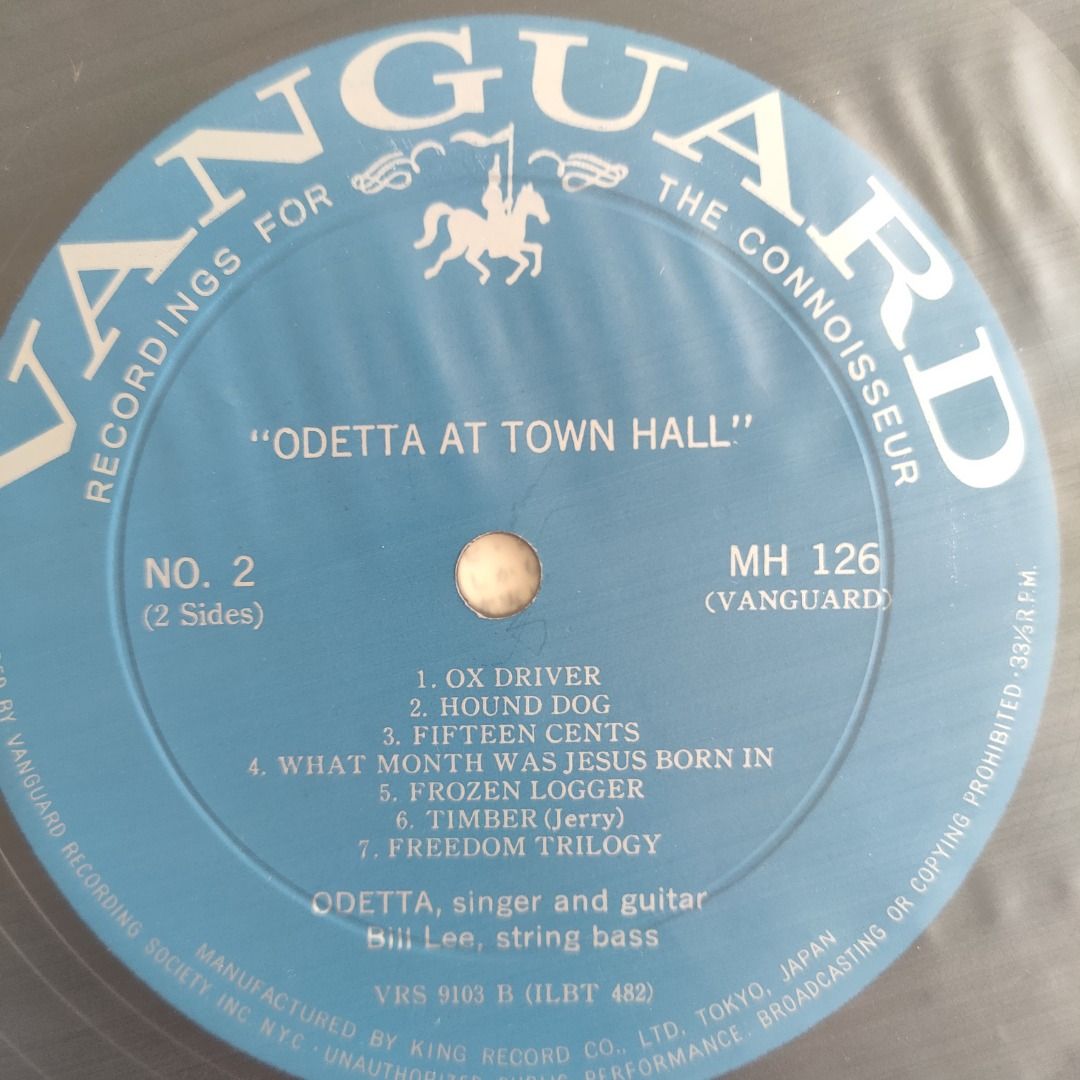 VANGUARD
RECORDINGS FOR THE CONNOISSEUR
"ODETTA AT TOWN HALL"
NO. 2
(2 Sides)
MH 126
(VANGUARD)
1. OX DRIVER
2. HOUND DOG
3. FIFTEEN CENTS
4. WHAT MONTH WAS JESUS BORN IN
5. FROZEN LOGGER
6. TIMBER (Jerry)
7. FREEDOM TRILOGY
ODETTA, singer and guitar
Bill Lee, string bass
VRS 9103 B (ILBT 482)
MANUFACTURED BY KING RECORD CO., LTD, TOKYO, JAPAN
BY VANGUARD RECORDING SOCIETY INC. N.Y.C. · UNAUTHORIZED PUBLIC PERFORMANCE. BROADCASTING OR COPYING PROHIBITED · 33⅓ R.P.M.